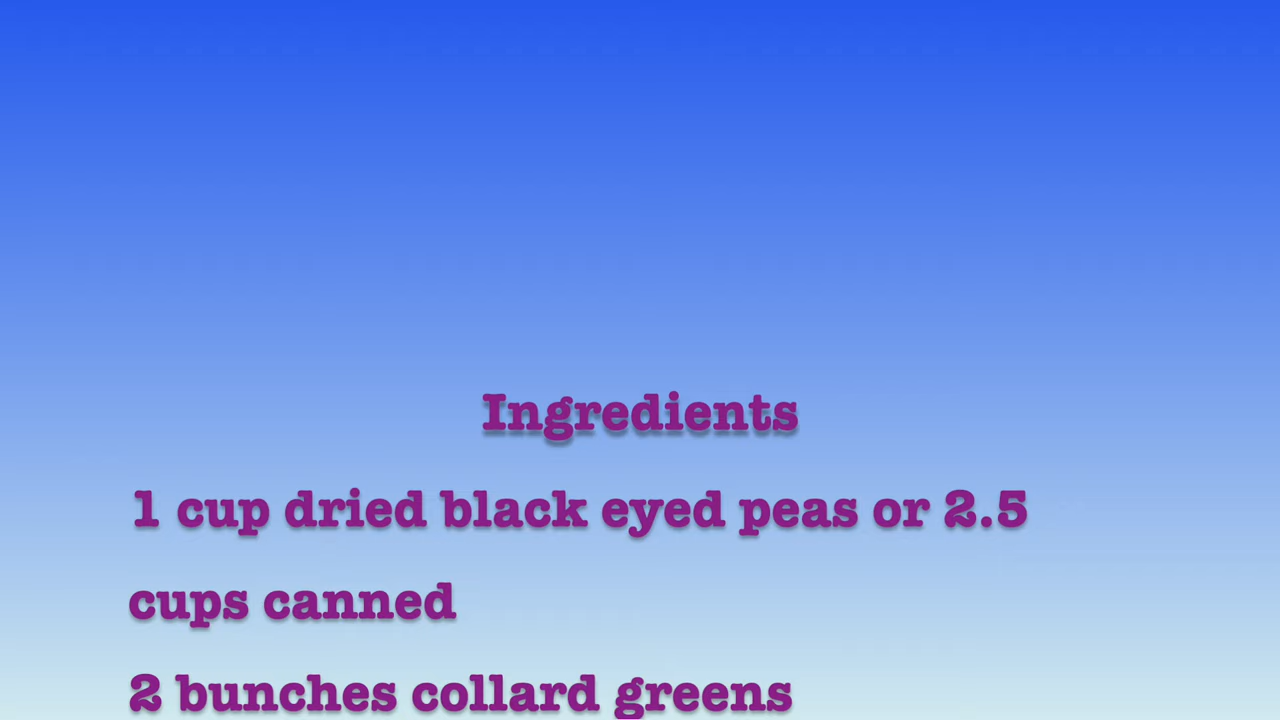 Ingredients
1 cup dried black eyed peas or 2.5
cups canned
2 bunches collard greens